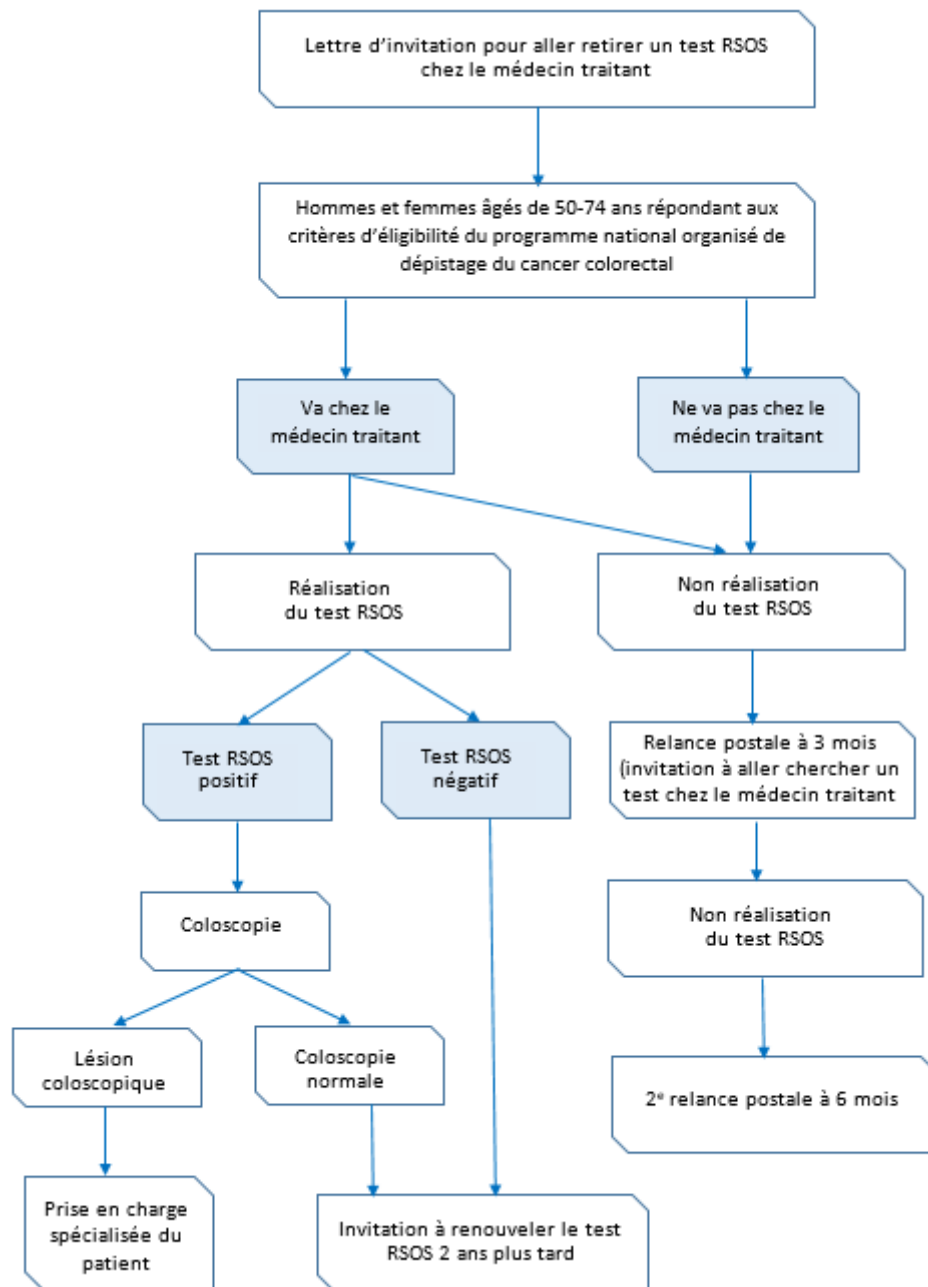 Lettre d'invitation pour aller retirer un test RSOS
chez le médecin traitant
Hommes et femmes âgés de 50-74 ans répondant aux
critères d'éligibilité du programme national organisé de
dépistage du cancer colorectal
Va chez le
médecin traitant
Ne va pas chez le
médecin traitant
Réalisation
du test RSOS
Non réalisation
du test RSOS
Test RSOS
positif
Test RSOS
négatif
Relance postale à 3 mois
(invitation à aller chercher un
test chez le médecin traitant
Coloscopie
Non réalisation
du test RSOS
Lésion
coloscopique
Coloscopie
normale
2e relance postale à 6 mois
Prise en charge
spécialisée du
patient
Invitation à renouveler le test
RSOS 2 ans plus tard